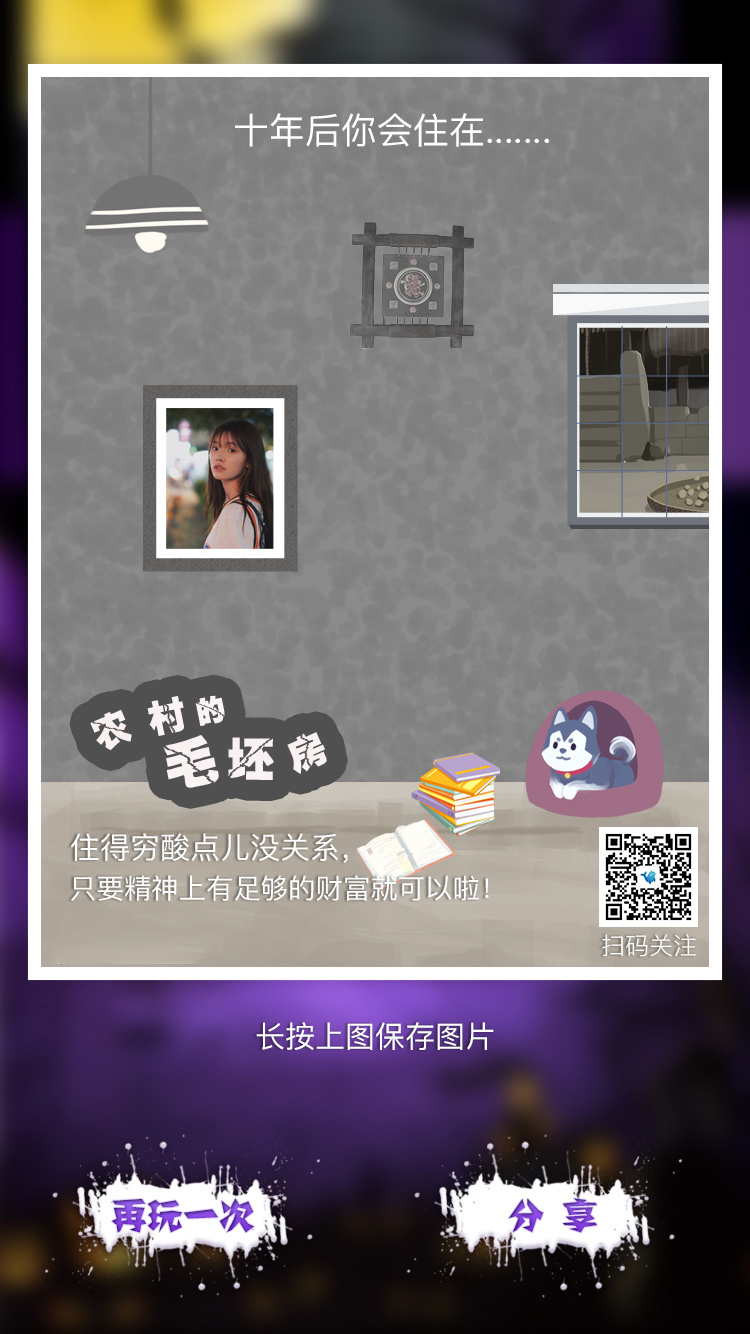 十年后你会住在.......
农村的
毛坯房
住得穷酸点儿没关系，
只要精神上有足够的财富就可以啦！
扫码关注
长按上图保存图片
再玩一次
分享